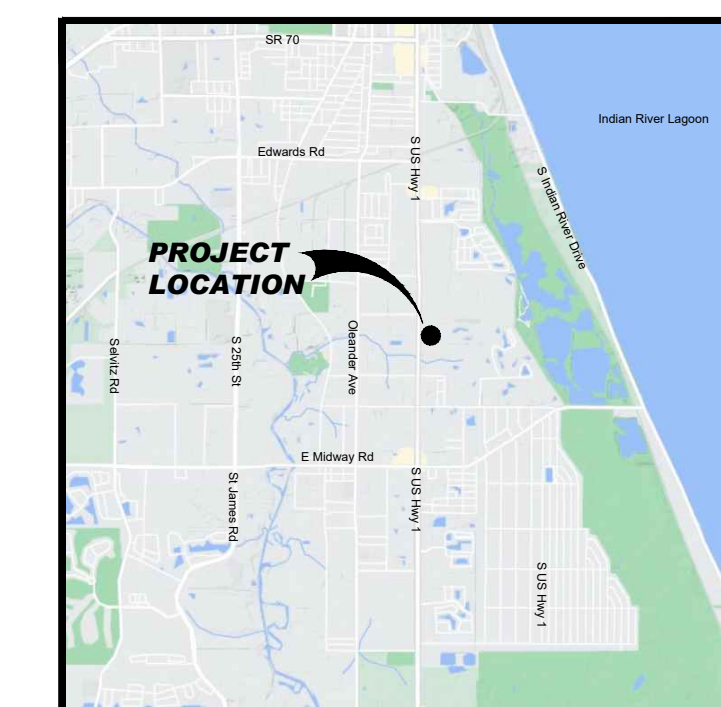 SR 70
Indian River Lagoon
Edwards Rd
S US Hwy 1
S Indian River Drive
PROJECT
LOCATION
Oleander Ave
S 25th St
Selvitz Rd
E Midway Rd
S US Hwy 1
St James Rd
S US Hwy 1